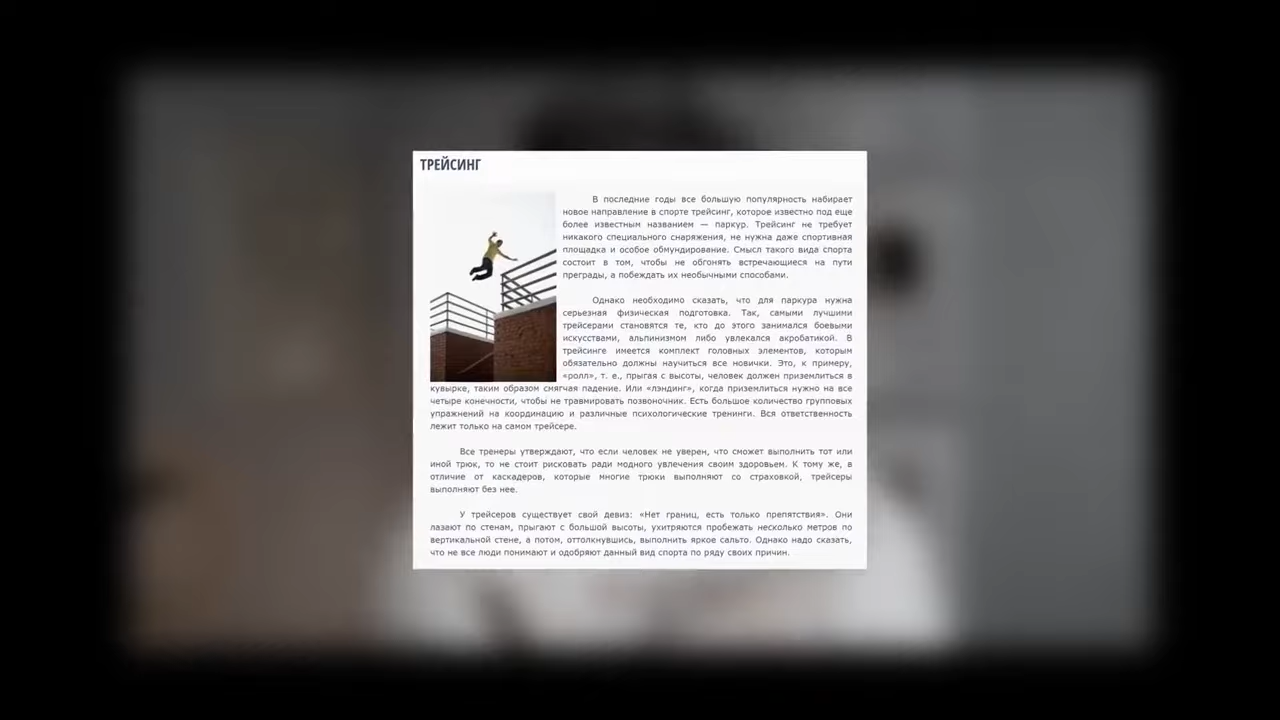 ТРЕЙСИНГ
В последние годы все большую популярность набирает
новое направление в спорте трейсинг, которое известно под еще
более известным названием — паркур. Трейсинг не требует
никакого специального снаряжения, не нужна даже спортивная
площадка и особое обмундирование. Смысл такого вида спорта
состоит в том, чтобы не обгонять встречающиеся на пути
преграды, а побеждать их необычными способами.
Однако необходимо сказать, что для паркура нужна
серьезная физическая подготовка. Так, самыми лучшими
трейсерами становятся те, кто до этого занимался боевыми
искусствами, альпинизмом либо увлекался акробатикой. В
трейсинге имеется комплект головных элементов, которым
обязательно должны научиться все новички. Это, к примеру,
«ролл», т. е., прыгая с высоты, человек должен приземлиться в
кувырке, таким образом смягчая падение. Или «лэндинг», когда приземлиться нужно на все
четыре конечности, чтобы не травмировать позвоночник. Есть большое количество групповых
упражнений на координацию и различные психологические тренинги. Вся ответственность
лежит только на самом трейсере.
Все тренеры утверждают, что если человек не уверен, что сможет выполнить тот или
иной трюк, то не стоит рисковать ради модного увлечения своим здоровьем. К тому же, в
отличие от каскадеров, которые многие трюки выполняют со страховкой, трейсеры
выполняют без нее.
У трейсеров существует свой девиз: «Нет границ, есть только препятствия». Они
лазают по стенам, прыгают с большой высоты, ухитряются пробежать несколько метров по
вертикальной стене, а потом, оттолкнувшись, выполнить яркое сальто. Однако надо сказать,
что не все люди понимают и одобряют данный вид спорта по ряду своих причин.